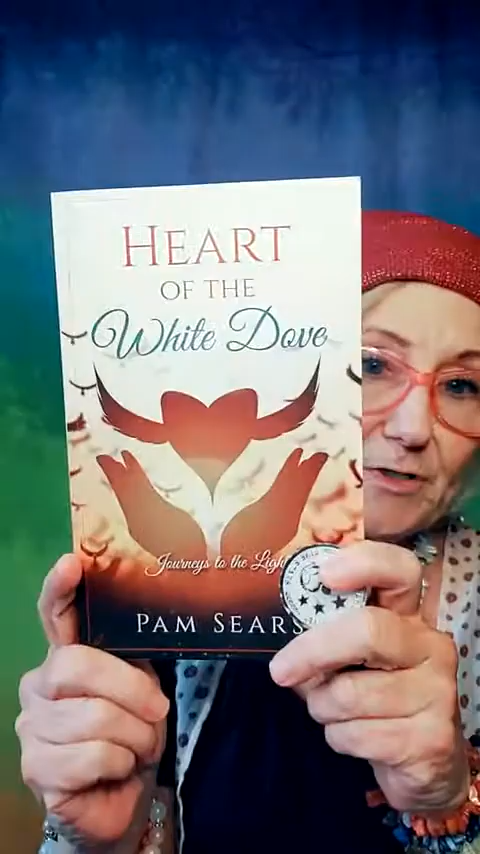 HEART
OF THE
White Dove
Journeys to the Light
PAM SEARS